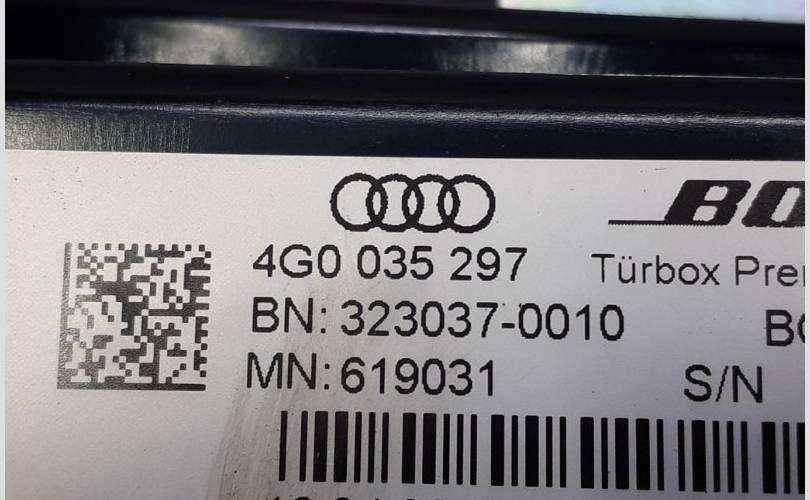 4G0 035 297
Türbox Pre
BN: 323037-0010
MN: 619031
S/N